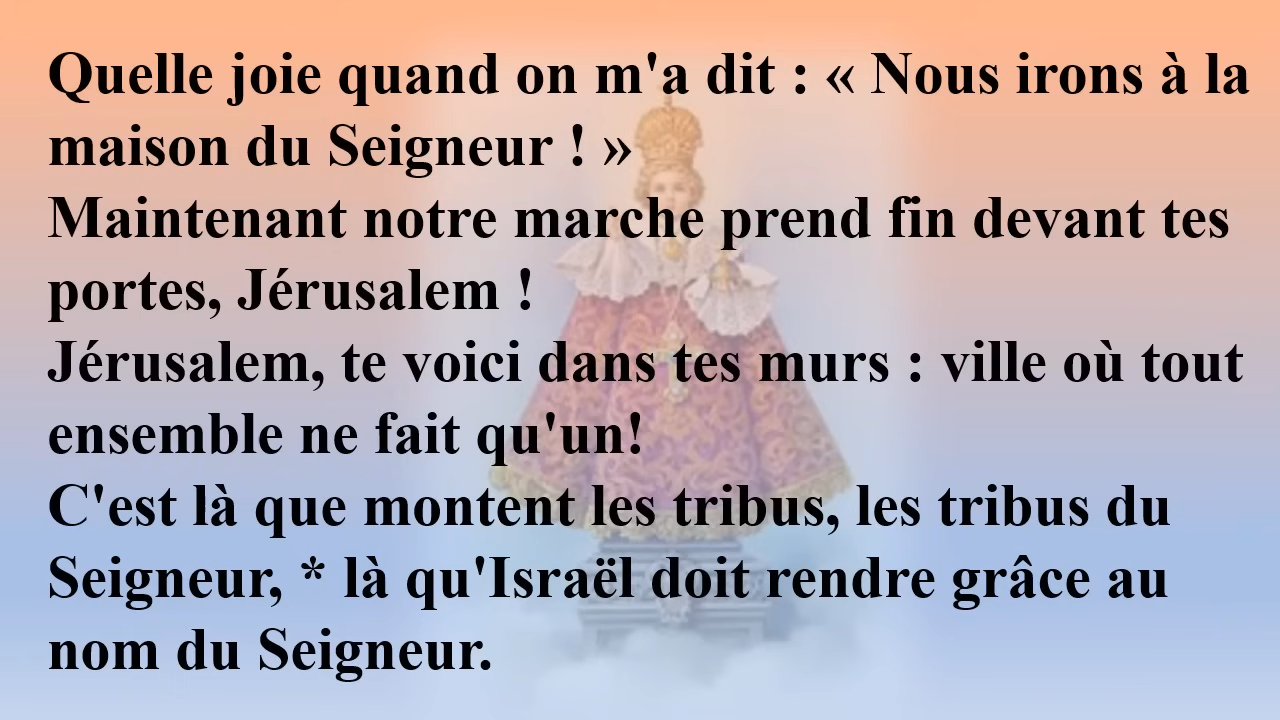 Quelle joie quand on m'a dit : « Nous irons à la
maison du Seigneur ! »
Maintenant notre marche prend fin devant tes
portes, Jérusalem !
Jérusalem, te voici dans tes murs : ville où tout
ensemble ne fait qu'un!
C'est là que montent les tribus, les tribus du
Seigneur, * là qu'Israël doit rendre grâce au
nom du Seigneur.